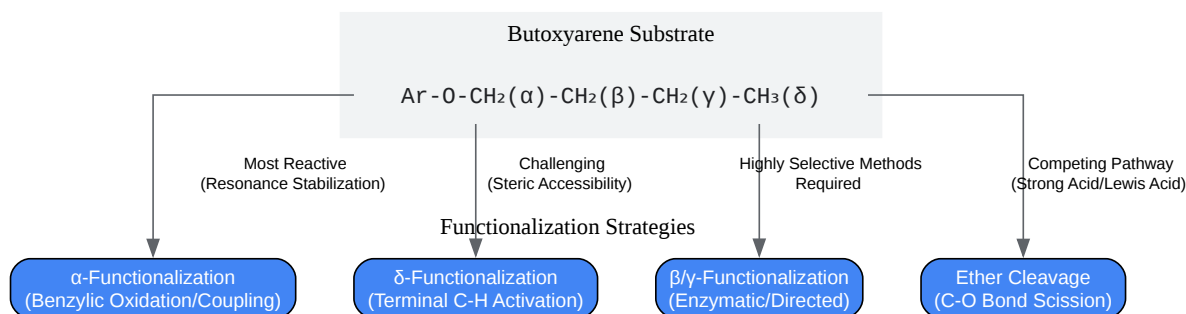 Butoxyarene Substrate
Ar-O-CH₂(α)-CH₂(β)-CH₂(γ)-CH₃(δ)
Most Reactive
(Resonance Stabilization)
Challenging
(Steric Accessibility)
Highly Selective Methods
Required
Competing Pathway
(Strong Acid/Lewis Acid)
Functionalization Strategies
α-Functionalization
(Benzylic Oxidation/Coupling)
δ-Functionalization
(Terminal C-H Activation)
β/γ-Functionalization
(Enzymatic/Directed)
Ether Cleavage
(C-O Bond Scission)